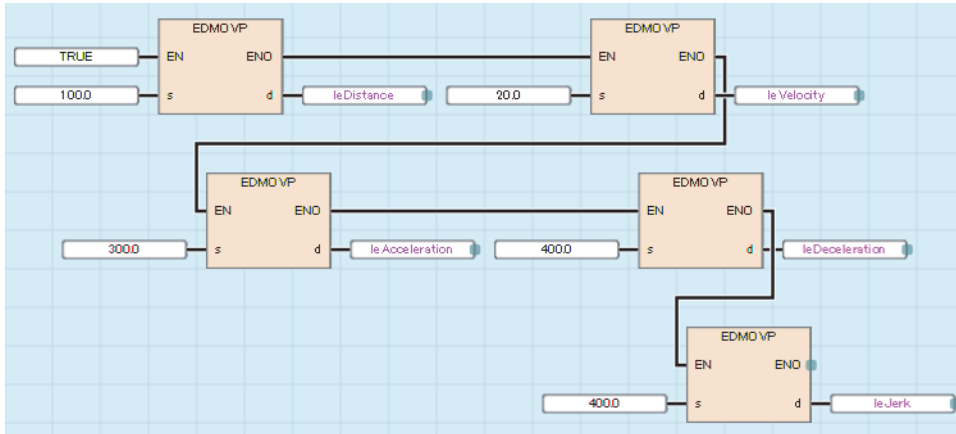 EDMOVP EDMOVP
TRUE EN ENO EN ENO
100.0 s d leDistance 20.0 s d leVelocity
EDMOVP EDMOVP
EN ENO EN ENO
300.0 s d leAcceleration 400.0 s d leDeceleration
EDMOVP
EN ENO
400.0 s d leJerk